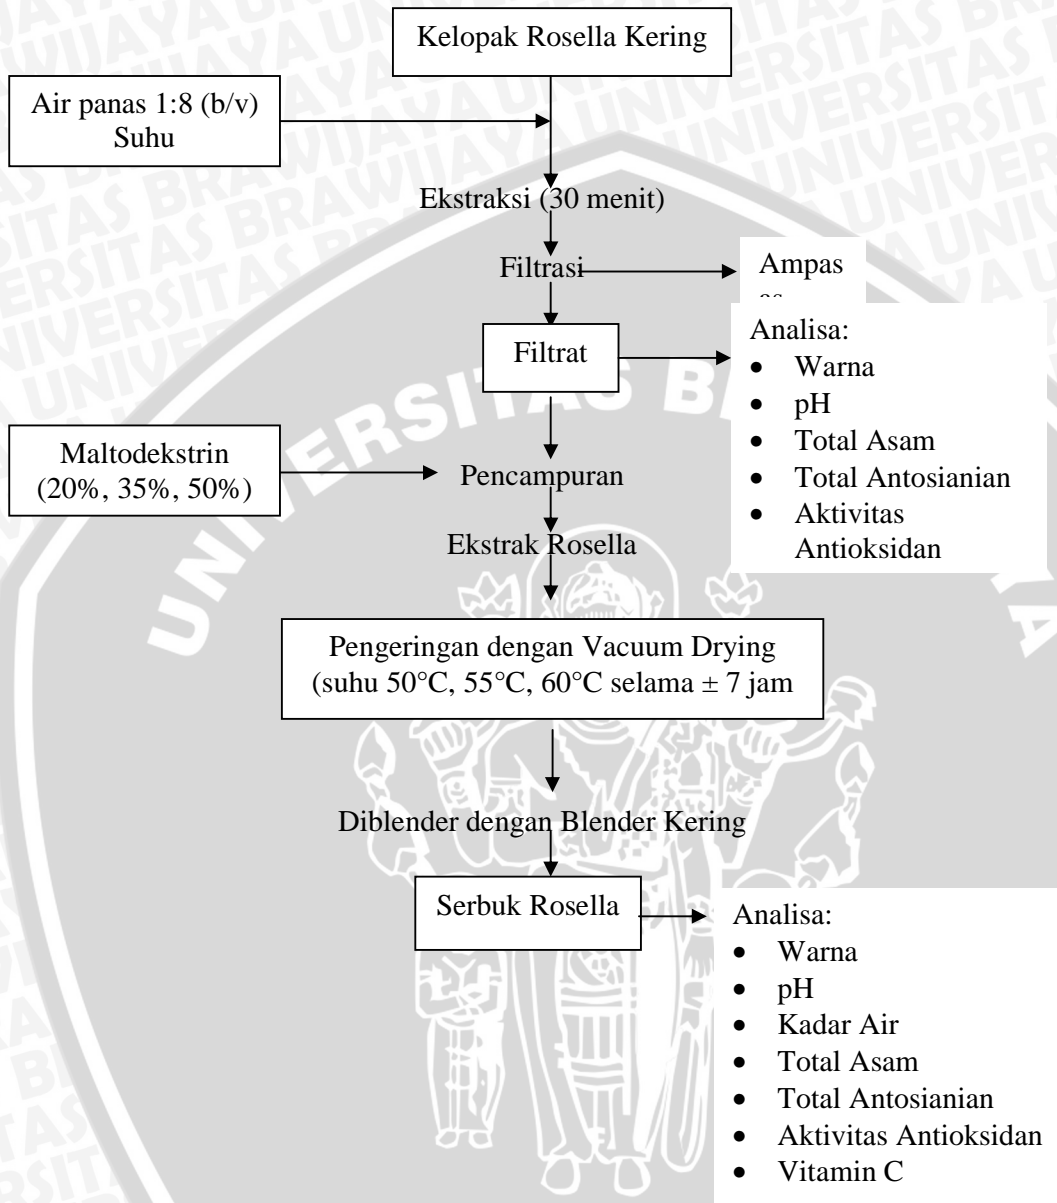 Kelopak Rosella Kering
Air panas 1:8 (b/v)
Suhu
Ekstraksi (30 menit)
Filtrasi
Ampas
Filtrat
Analisa:
• Warna
• pH
• Total Asam
• Total Antosianian
• Aktivitas
Antioksidan
Maltodekstrin
(20%, 35%, 50%)
Pencampuran
Ekstrak Rosella
Pengeringan dengan Vacuum Drying
(suhu 50°C, 55°C, 60°C selama ± 7 jam
Diblender dengan Blender Kering
Serbuk Rosella
Analisa:
• Warna
• pH
• Kadar Air
• Total Asam
• Total Antosianian
• Aktivitas Antioksidan
• Vitamin C